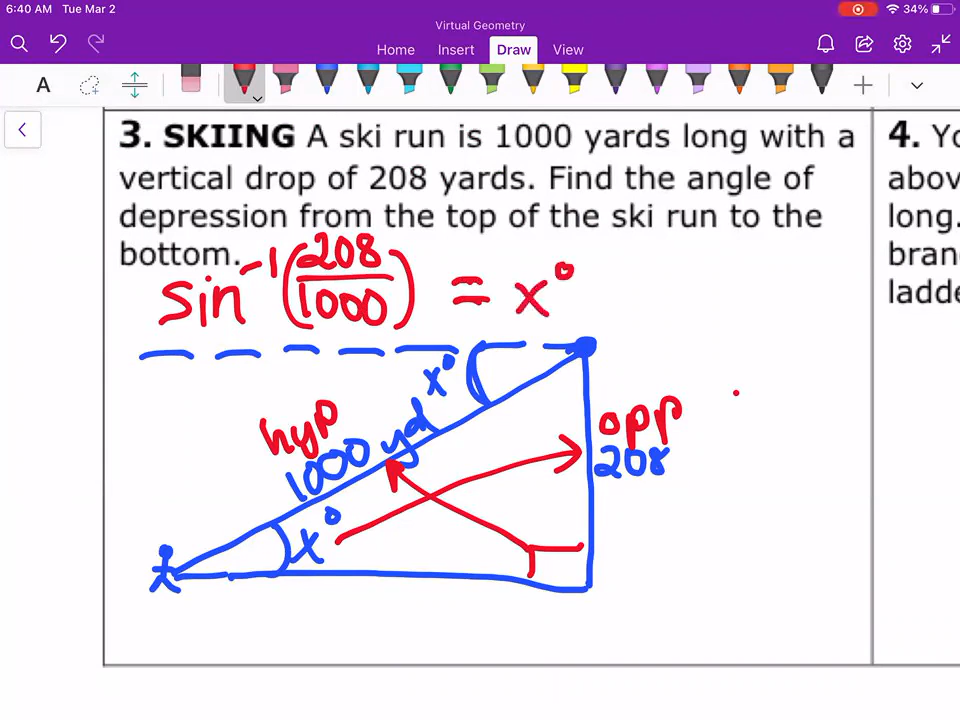 6:40 AM Tue Mar 2
34%
Virtual Geometry
Home Insert Draw View
A
3. SKIING A ski run is 1000 yards long with a
vertical drop of 208 yards. Find the angle of
depression from the top of the ski run to the
bottom.
4. Yo
abov
long.
bran
ladde
sin⁻¹(208/1000) = x°
x°
hyp
1000 yd
opp
208
x°